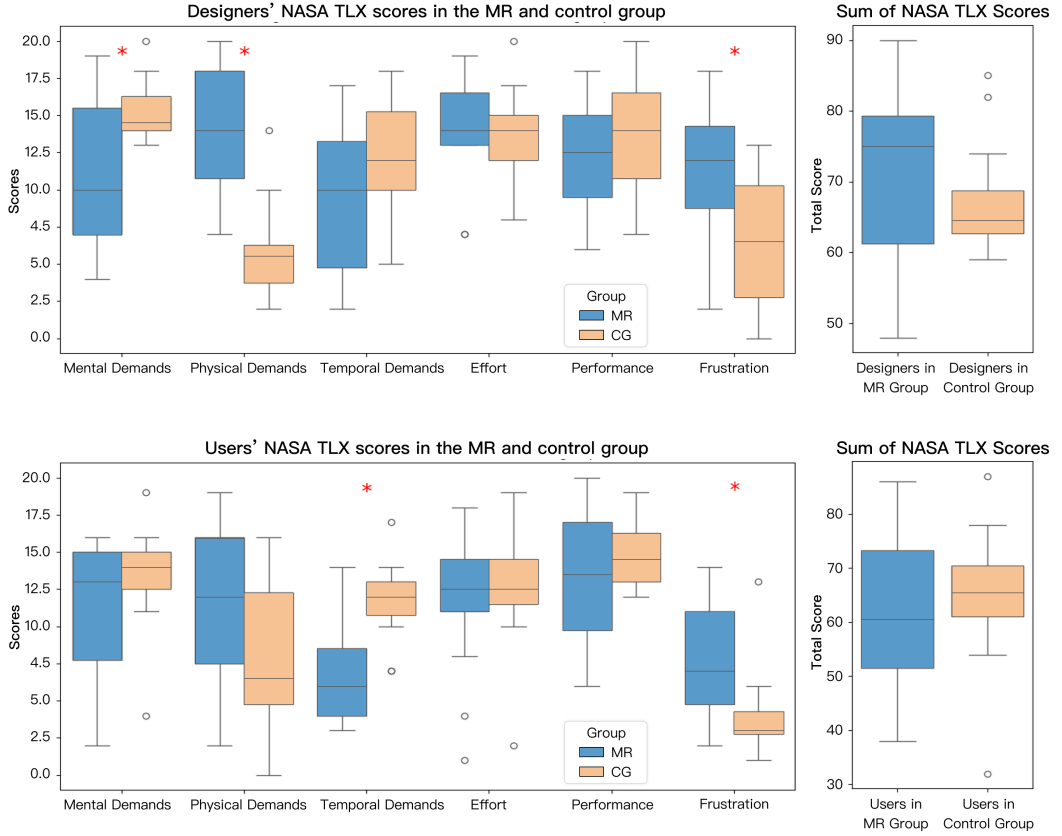 Designers’ NASA TLX scores in the MR and control group
Sum of NASA TLX Scores
Scores
20.0
17.5
15.0
12.5
10.0
4.5
5.0
2.5
0.0
*
*
*
Group
MR
CG
Mental Demands
Physical Demands
Temporal Demands
Effort
Performance
Frustration
Total Score
90
80
70
60
50
Designers in
MR Group
Designers in
Control Group
Users’ NASA TLX scores in the MR and control group
Sum of NASA TLX Scores
Scores
20.0
17.5
15.0
12.5
10.0
4.5
5.0
2.5
0.0
*
*
Group
MR
CG
Mental Demands
Physical Demands
Temporal Demands
Effort
Performance
Frustration
Total Score
80
70
60
50
40
30
Users in
MR Group
Users in
Control Group